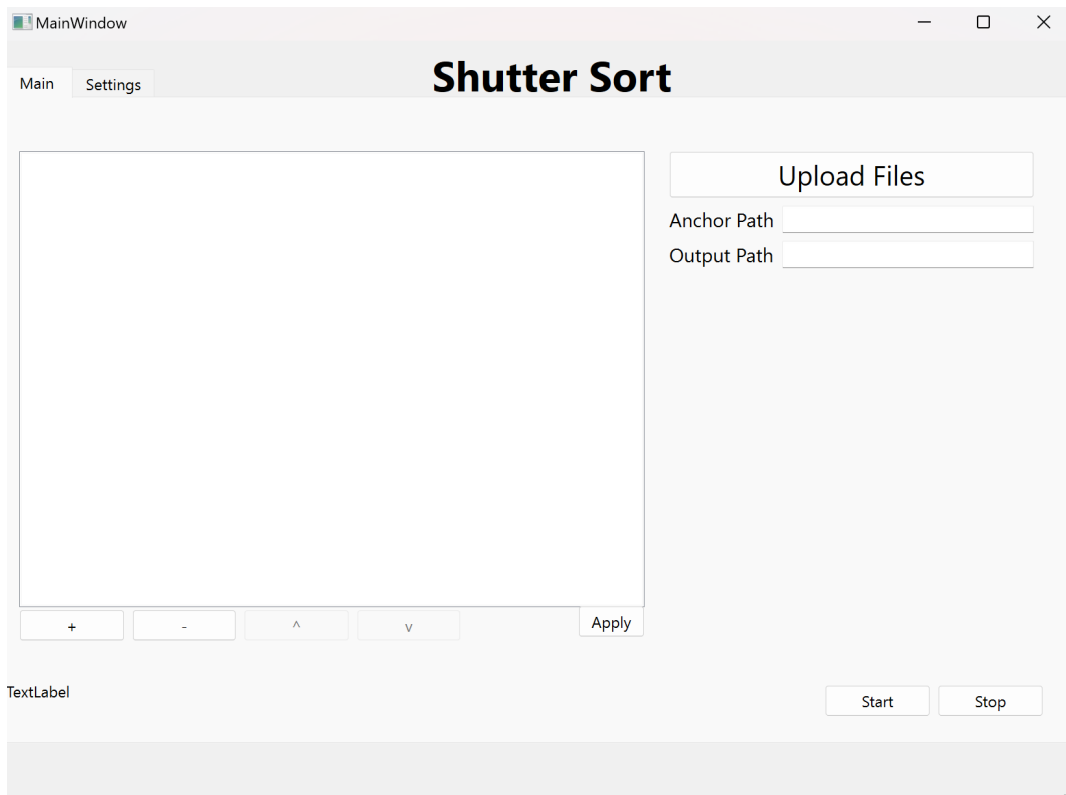 MainWindow
Shutter Sort
Main
Settings
Upload Files
Anchor Path
Output Path
+
-
^
v
Apply
TextLabel
Start
Stop